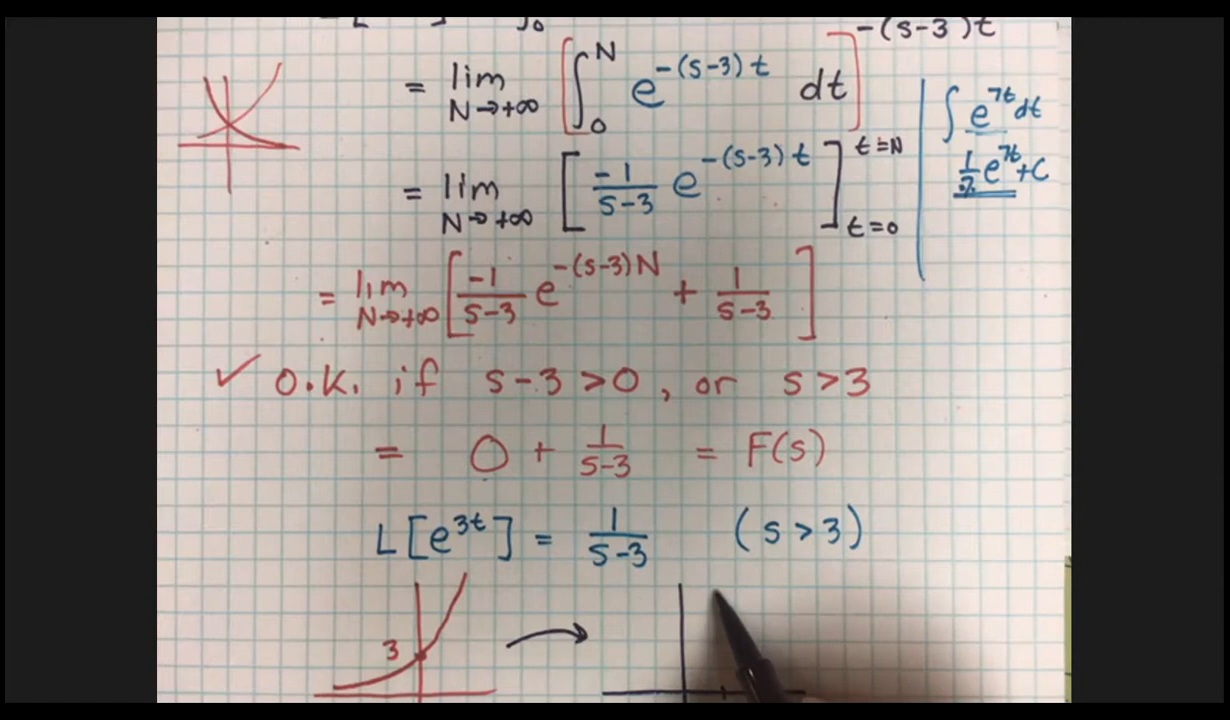 -(s-3)t
= lim N→+∞ [ ∫₀ᴺ e^{-(s-3)t} dt ]
∫ e^{7t} dt
= lim N→+∞ [ -1/(s-3) e^{-(s-3)t} ] t=N t=0
1/7 e^{7t} + C
= lim N→+∞ [ -1/(s-3) e^{-(s-3)N} + 1/(s-3) ]
✓ O.K. if s-3>0, or s>3
= 0 + 1/(s-3) = F(s)
L[e^{3t}] = 1/(s-3) (s>3)
3